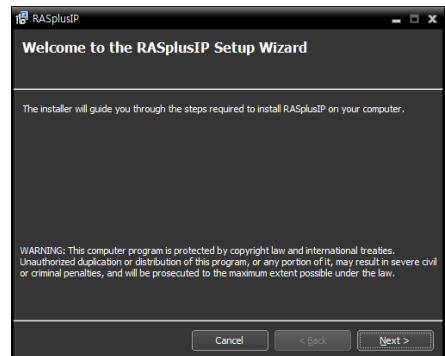 RASplusIP
Welcome to the RASplusIP Setup Wizard
The installer will guide you through the steps required to install RASplusIP on your computer.
WARNING: This computer program is protected by copyright law and international treaties.
Unauthorized duplication or distribution of this program, or any portion of it, may result in severe civil
or criminal penalties, and will be prosecuted to the maximum extent possible under the law.
Cancel < Back Next >